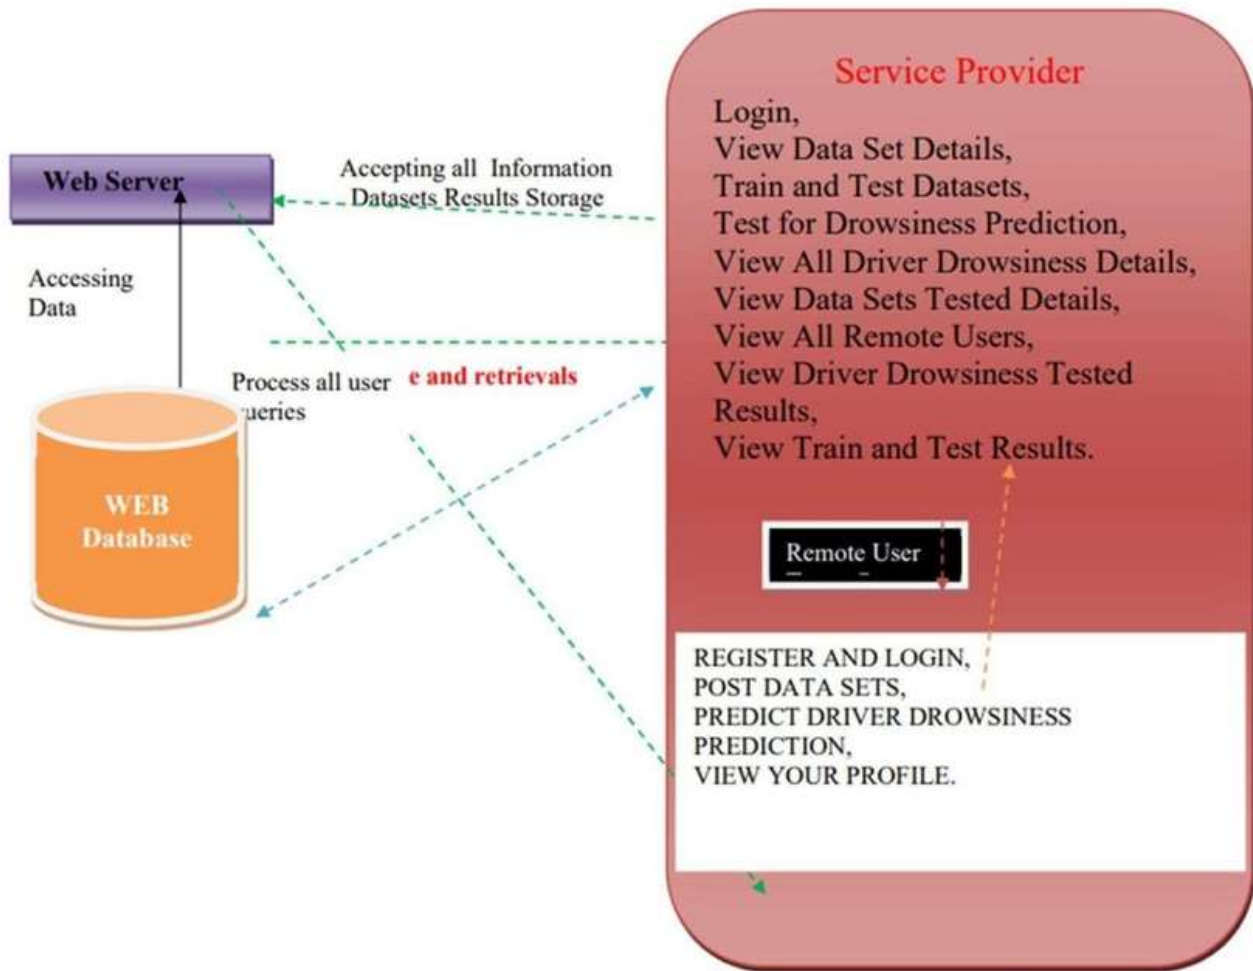 Service Provider
Login,
View Data Set Details,
Train and Test Datasets,
Test for Drowsiness Prediction,
View All Driver Drowsiness Details,
View Data Sets Tested Details,
View All Remote Users,
View Driver Drowsiness Tested
Results,
View Train and Test Results.
Web Server
Accepting all Information
Datasets Results Storage
Accessing
Data
Process all user
e and retrievals
ueries
WEB
Database
Remote User
REGISTER AND LOGIN,
POST DATA SETS,
PREDICT DRIVER DROWSINESS
PREDICTION,
VIEW YOUR PROFILE.